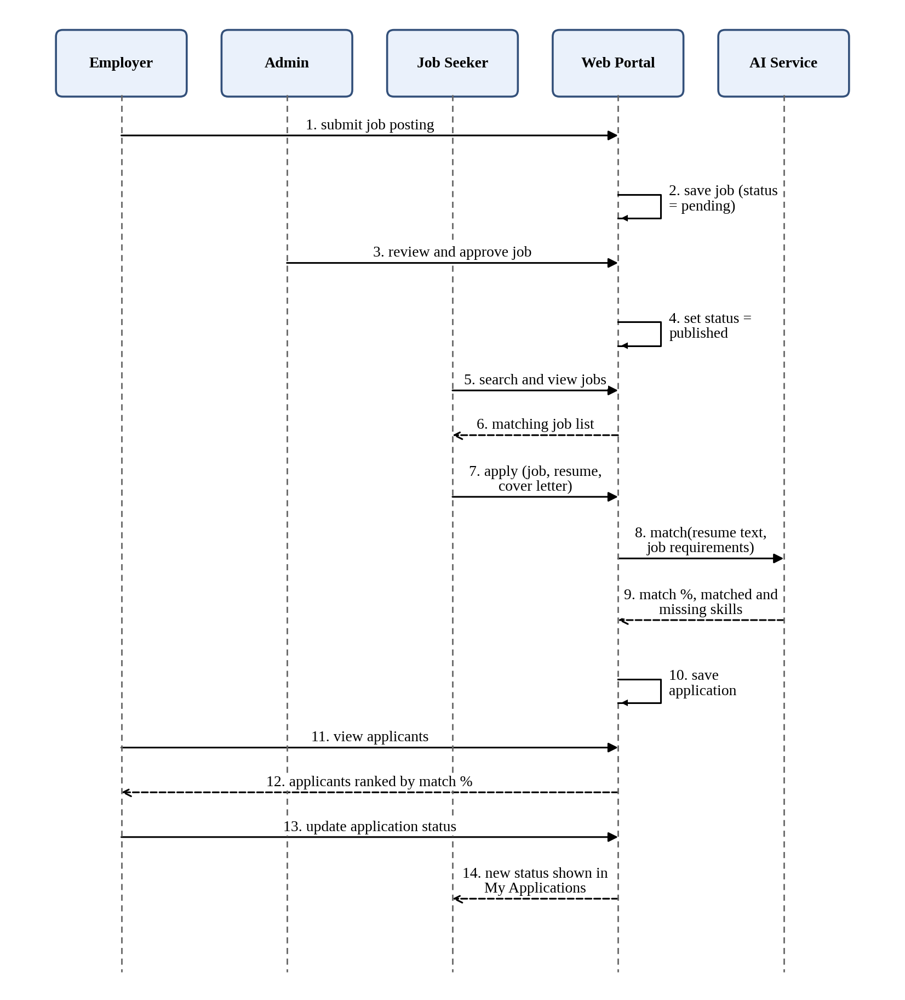 Employer
Admin
Job Seeker
Web Portal
AI Service
1. submit job posting
2. save job (status
= pending)
3. review and approve job
4. set status =
published
5. search and view jobs
6. matching job list
7. apply (job, resume,
cover letter)
8. match(resume text,
job requirements)
9. match %, matched and
missing skills
10. save
application
11. view applicants
12. applicants ranked by match %
13. update application status
14. new status shown in
My Applications